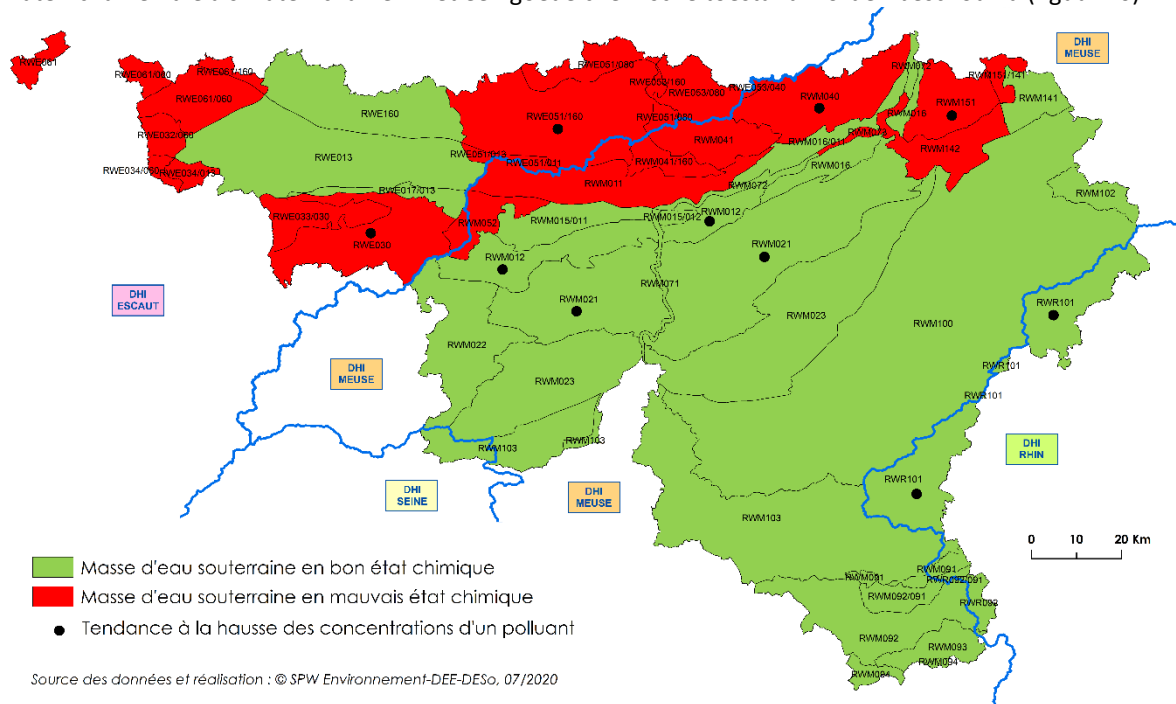 DHI
MEUSE
RWE061
RWE061/080
RWE061/160
RWE061/080
RWM012
RWM151/141
RWM141
RWE061/060
RWE053/160
RWE053/080
RWE053/040
RWM040
RWM151
RWE160
RWE051/160
RWE051/080
RWM041
RWM142
RWE013
RWE051/011
RWM041/160
RWM016/011
RWM016
RWM011
RWM072
RWM102
RWE017/013
RWE033/030
RWM052
RWM015/011
RWM015/012
RWM012
RWE030
RWM012
RWM021
RWM071
DHI
ESCAUT
RWM021
RWM023
RWM100
RWR101
RWM022
DHI
MEUSE
RWM023
RWR101
RWR101
RWM103
RWM103
DHI
RHIN
DHI
SEINE
DHI
MEUSE
RWR101
RWM103
0 10 20 Km
Masse d'eau souterraine en bon état chimique
Masse d'eau souterraine en mauvais état chimique
Tendance à la hausse des concentrations d'un polluant
RWM091
RWM091
RWM092/091
RWR092
RWM092
RWM093
RWM094
RWM094
Source des données et réalisation : © SPW Environnement-DEE-DESo, 07/2020